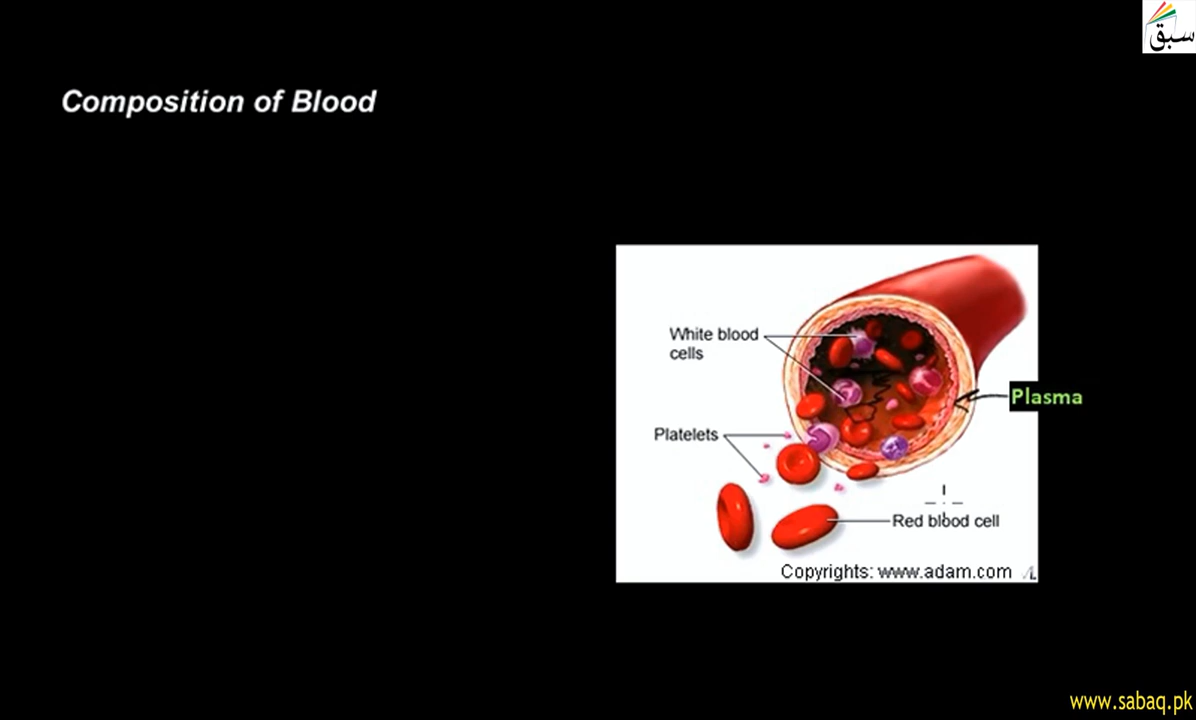 سبق
Composition of Blood
White blood
cells
Plasma
Platelets
Red blood cell
Copyrights: www.adam.com
www.sabaq.pk